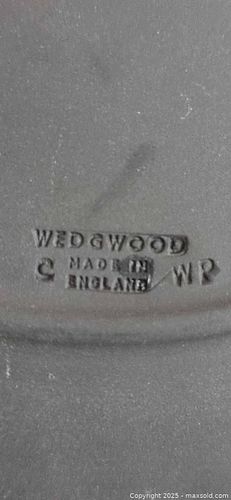 WEDGWOOD
C MADE IN WP
ENGLAND
Copyright 2025 - maxsold.com